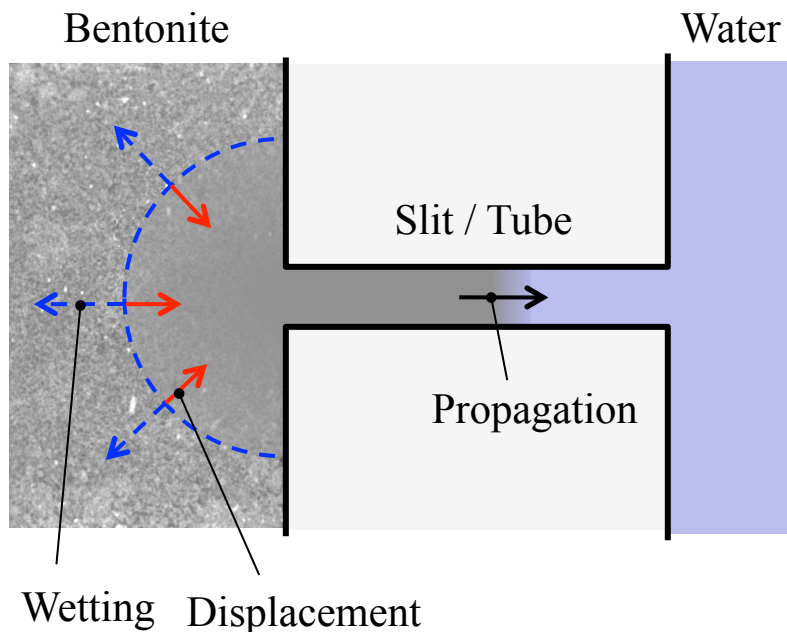 Bentonite
Water
Slit / Tube
Propagation
Wetting
Displacement